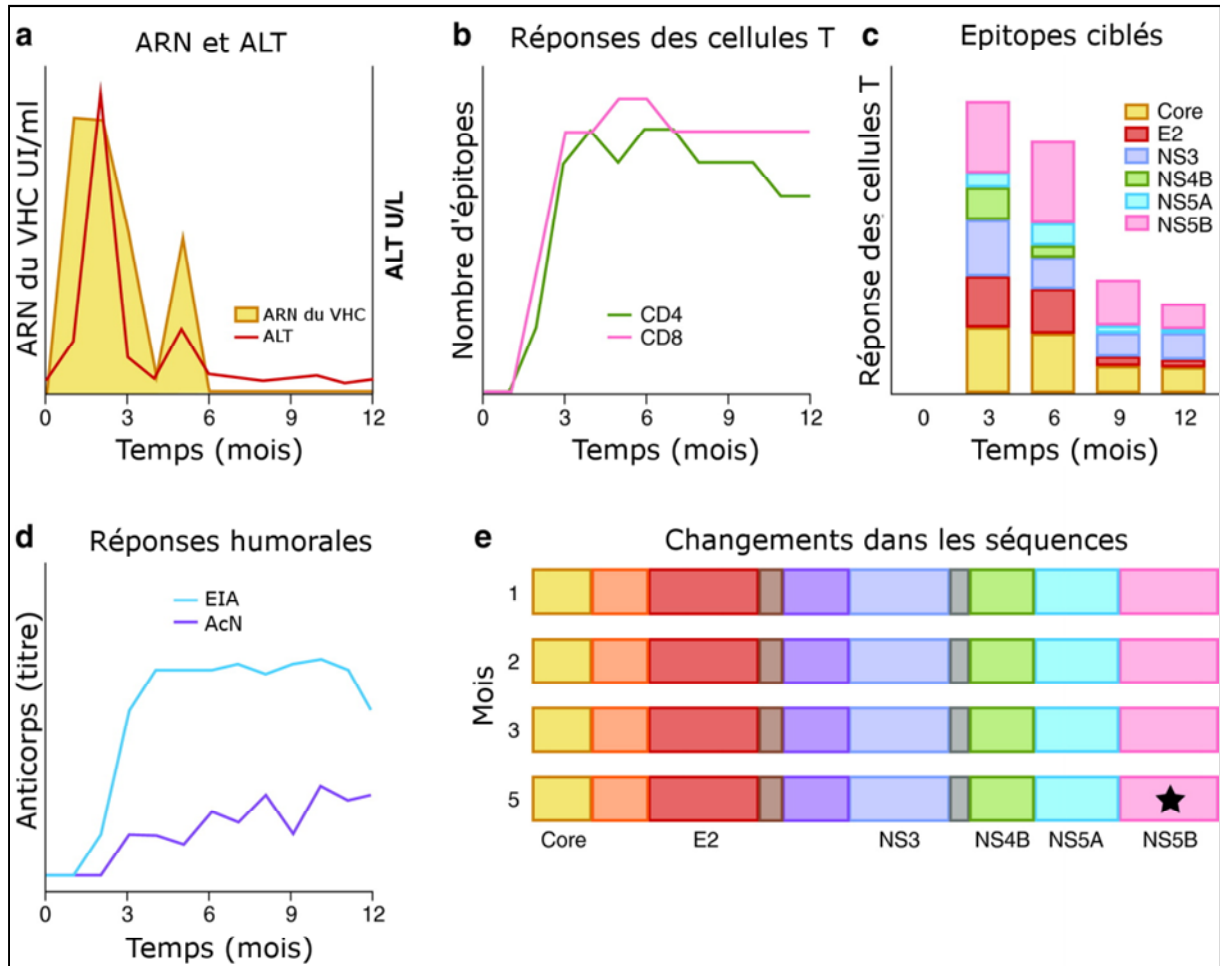 a
ARN et ALT
ARN du VHC UI/ml
ALT U/L
ARN du VHC
ALT
0 3 6 9 12
Temps (mois)
b
Réponses des cellules T
Nombre d'épitopes
CD4
CD8
0 3 6 9 12
Temps (mois)
c
Epitopes ciblés
Réponse des cellules T
Core
E2
NS3
NS4B
NS5A
NS5B
0 3 6 9 12
Temps (mois)
d
Réponses humorales
Anticorps (titre)
EIA
AcN
0 3 6 9 12
Temps (mois)
e
Changements dans les séquences
Mois
1
2
3
5
Core E2 NS3 NS4B NS5A NS5B